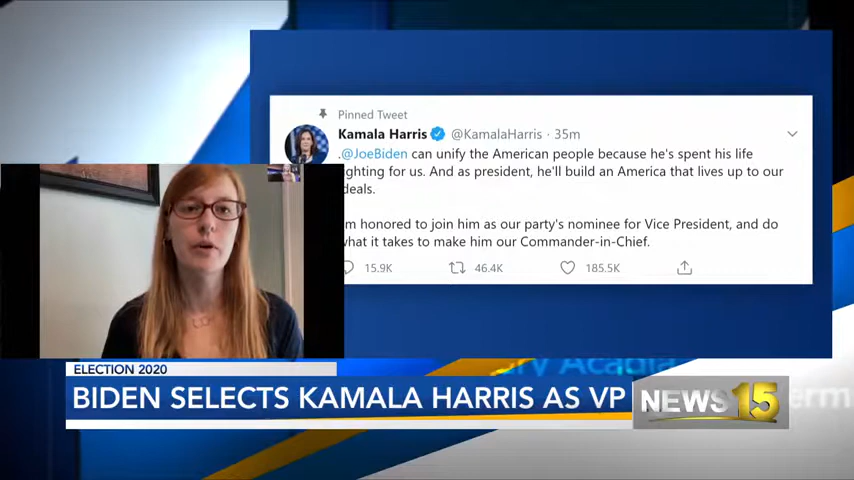 Pinned Tweet
Kamala Harris @KamalaHarris · 35m
.@JoeBiden can unify the American people because he's spent his life
ghting for us. And as president, he'll build an America that lives up to our
deals.
m honored to join him as our party's nominee for Vice President, and do
what it takes to make him our Commander-in-Chief.
15.9K 46.4K 185.5K
ELECTION 2020
ry Acadia
BIDEN SELECTS KAMALA HARRIS AS VP
NEWS 15
erm